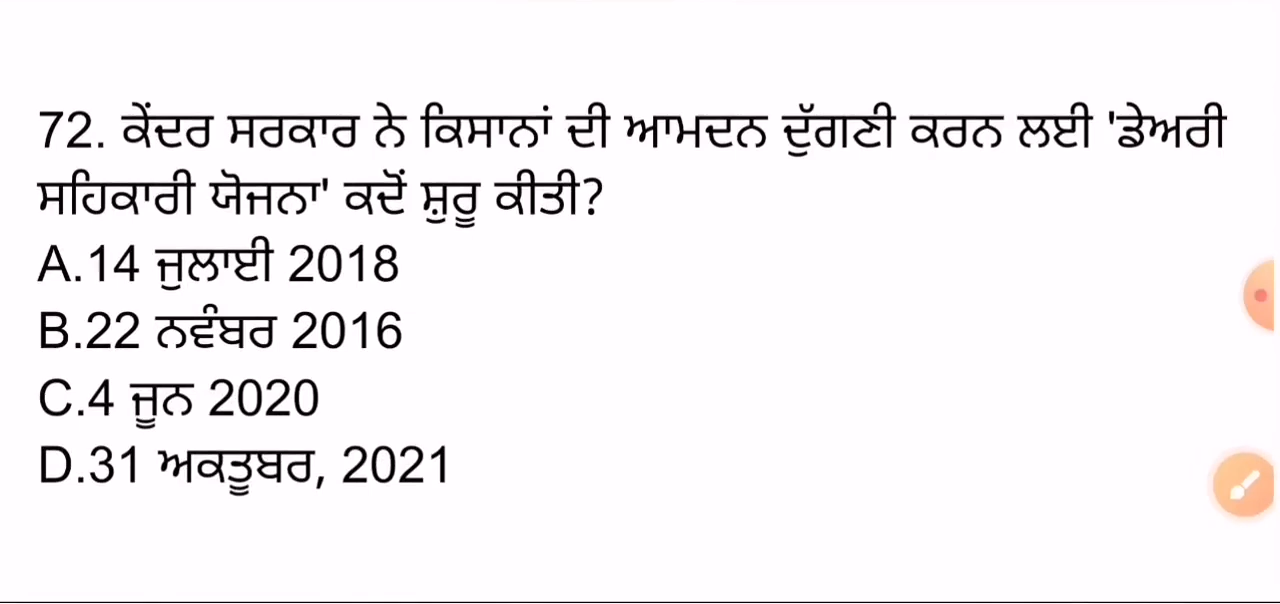 72. ਕੇਂਦਰ ਸਰਕਾਰ ਨੇ ਕਿਸਾਨਾਂ ਦੀ ਆਮਦਨ ਦੁੱਗਣੀ ਕਰਨ ਲਈ 'ਡੇਅਰੀ
ਸਹਿਕਾਰੀ ਯੋਜਨਾ' ਕਦੋਂ ਸ਼ੁਰੂ ਕੀਤੀ?
A.14 ਜੁਲਾਈ 2018
B.22 ਨਵੰਬਰ 2016
C.4 ਜੂਨ 2020
D.31 ਅਕਤੂਬਰ, 2021